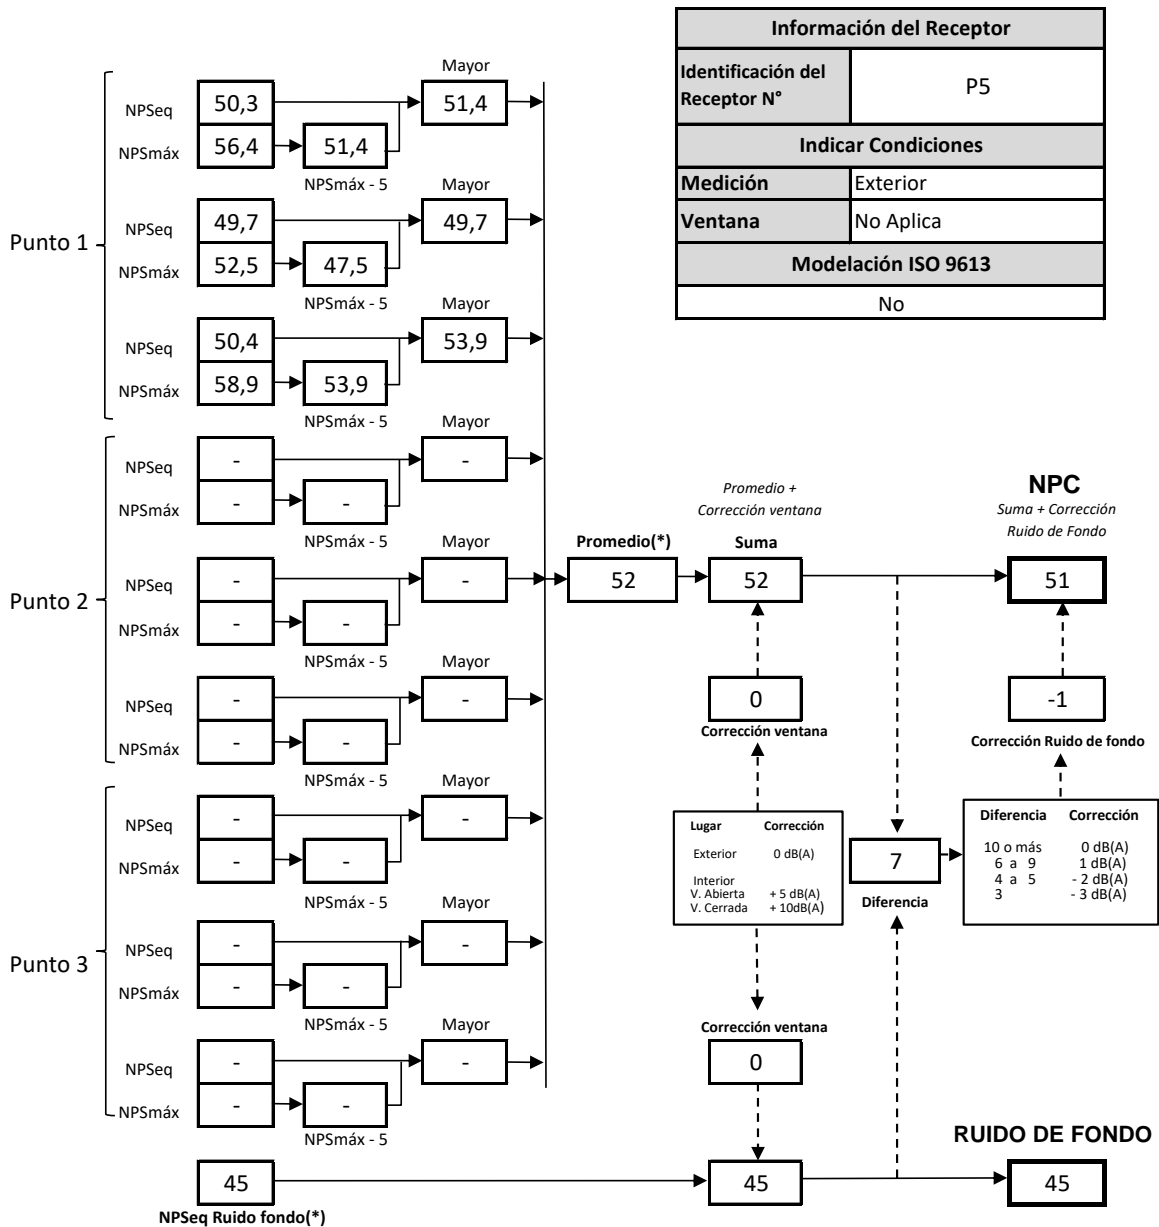 Información del Receptor
Identificación del Receptor N°
P5
Indicar Condiciones
Medición
Exterior
Ventana
No Aplica
Modelación ISO 9613
No
Punto 1
Mayor
NPSeq
50,3
51,4
NPSmáx
56,4
51,4
NPSmáx - 5
Mayor
NPSeq
49,7
49,7
NPSmáx
52,5
47,5
NPSmáx - 5
Mayor
NPSeq
50,4
53,9
NPSmáx
58,9
53,9
NPSmáx - 5
Punto 2
Mayor
NPSeq
-
-
NPSmáx
-
-
NPSmáx - 5
Mayor
NPSeq
-
-
NPSmáx
-
-
NPSmáx - 5
Mayor
NPSeq
-
-
NPSmáx
-
-
NPSmáx - 5
Punto 3
Mayor
NPSeq
-
-
NPSmáx
-
-
NPSmáx - 5
Mayor
NPSeq
-
-
NPSmáx
-
-
NPSmáx - 5
Mayor
NPSeq
-
-
NPSmáx
-
-
NPSmáx - 5
45
NPSeq Ruido fondo(*)
Promedio(*)
52
Promedio +
Corrección ventana
Suma
52
0
Corrección ventana
Lugar Corrección
Exterior 0 dB(A)
Interior
V. Abierta + 5 dB(A)
V. Cerrada + 10dB(A)
Corrección ventana
0
45
7
Diferencia
NPC
Suma + Corrección
Ruido de Fondo
51
-1
Corrección Ruido de fondo
Diferencia Corrección
10 o más 0 dB(A)
6 a 9 1 dB(A)
4 a 5 - 2 dB(A)
3 - 3 dB(A)
RUIDO DE FONDO
45